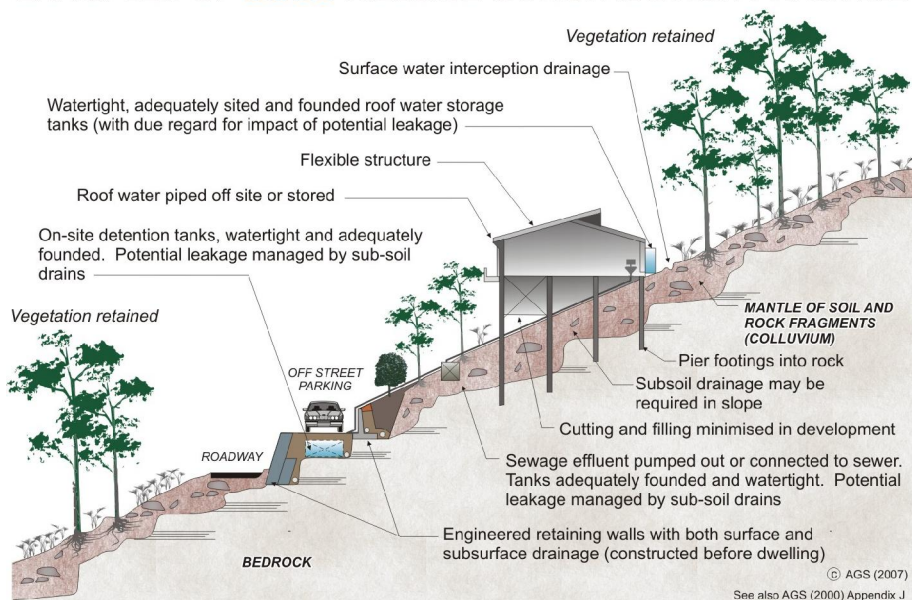 Vegetation retained
Surface water interception drainage
Watertight, adequately sited and founded roof water storage
tanks (with due regard for impact of potential leakage)
Flexible structure
Roof water piped off site or stored
On-site detention tanks, watertight and adequately
founded.  Potential leakage managed by sub-soil
drains
Vegetation retained
MANTLE OF SOIL AND
ROCK FRAGMENTS
(COLLUVIUM)
Pier footings into rock
OFF STREET
PARKING
Subsoil drainage may be
required in slope
Cutting and filling minimised in development
ROADWAY
Sewage effluent pumped out or connected to sewer.
Tanks adequately founded and watertight.  Potential
leakage managed by sub-soil drains
Engineered retaining walls with both surface and
subsurface drainage (constructed before dwelling)
BEDROCK
© AGS (2007)
See also AGS (2000) Appendix J